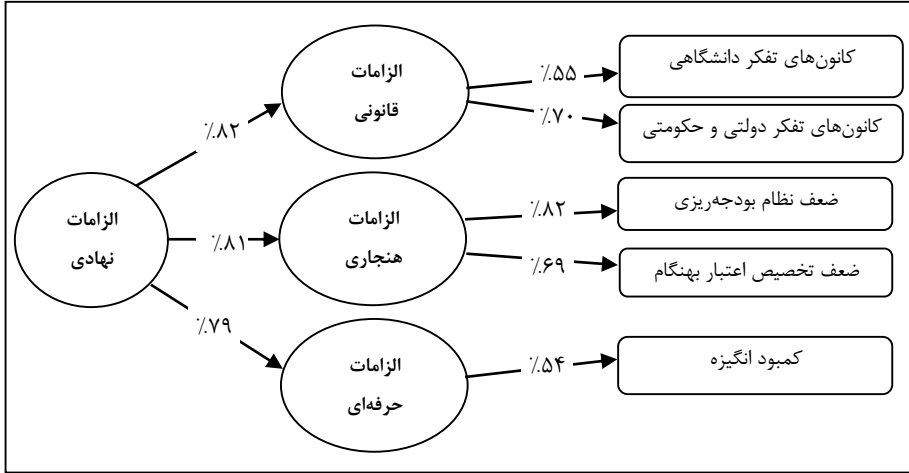 الزامات
نهادی
٪۸۲
٪۸۱
٪۷۹
الزامات
قانونی
٪۵۵
٪۷۰
کانون‌های تفکر دانشگاهی
کانون‌های تفکر دولتی و حکومتی
الزامات
هنجاری
٪۸۲
٪۶۹
ضعف نظام بودجه‌ریزی
ضعف تخصیص اعتبار بهنگام
الزامات
حرفه‌ای
٪۵۴
کمبود انگیزه